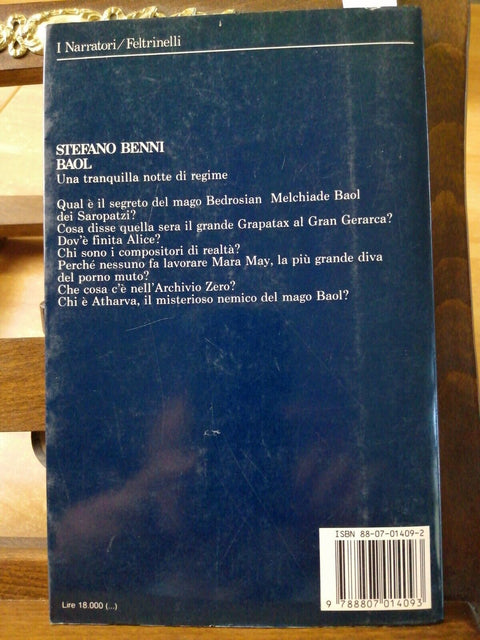 I Narratori/Feltrinelli
STEFANO BENNI
BAOL
Una tranquilla notte di regime
Qual è il segreto del mago Bedrosian Melchiade Baol
dei Saropatzi?
Cosa disse quella sera il grande Grapatax al Gran Gerarca?
Dov'è finita Alice?
Chi sono i compositori di realtà?
Perché nessuno fa lavorare Mara May, la più grande diva
del porno muto?
Che cosa c'è nell'Archivio Zero?
Chi è Atharva, il misterioso nemico del mago Baol?
ISBN 88-07-01409-2
9 788807 014093
Lire 18.000 (...)